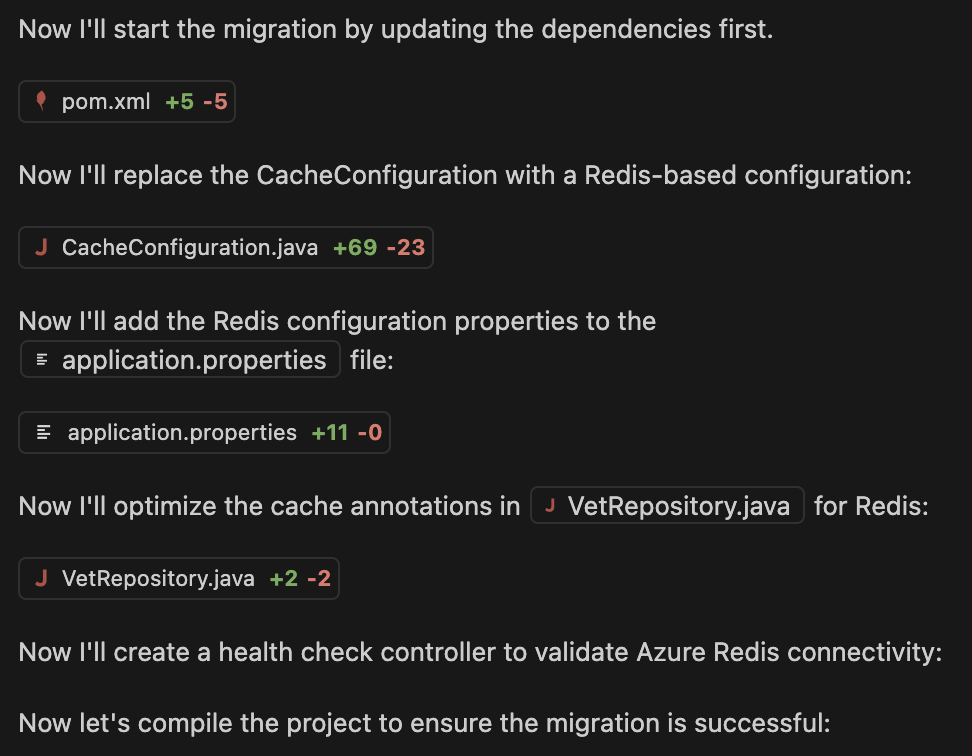 Now I'll start the migration by updating the dependencies first.
pom.xml +5 -5
Now I'll replace the CacheConfiguration with a Redis-based configuration:
J CacheConfiguration.java +69 -23
Now I'll add the Redis configuration properties to the
application.properties file:
application.properties +11 -0
Now I'll optimize the cache annotations in J VetRepository.java for Redis:
J VetRepository.java +2 -2
Now I'll create a health check controller to validate Azure Redis connectivity:
Now let's compile the project to ensure the migration is successful: